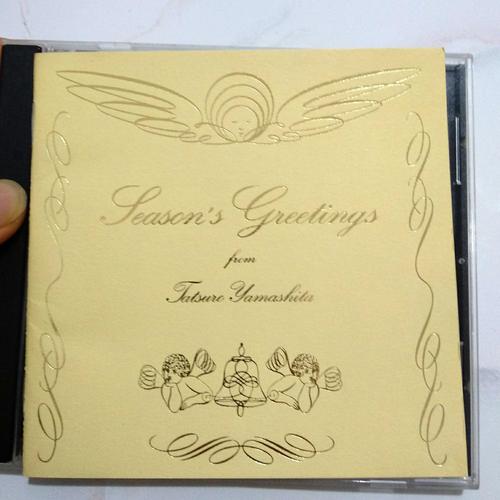 Season's Greetings
from
Tatsuro Yamashita